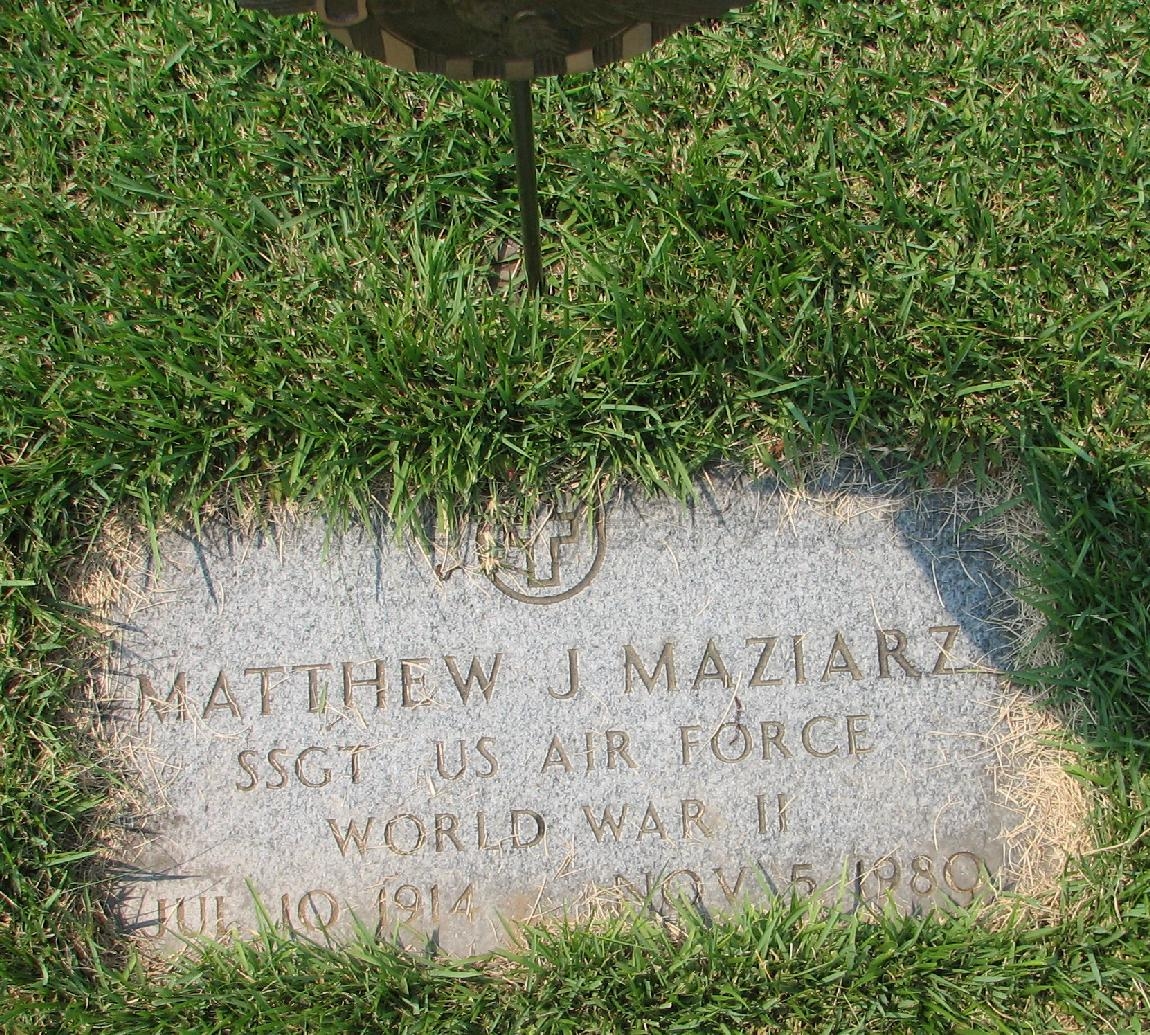 MATTHEW J MAZIARZ
SSGT US AIR FORCE
WORLD WAR II
JUL 10 1914 NOV 5 1980